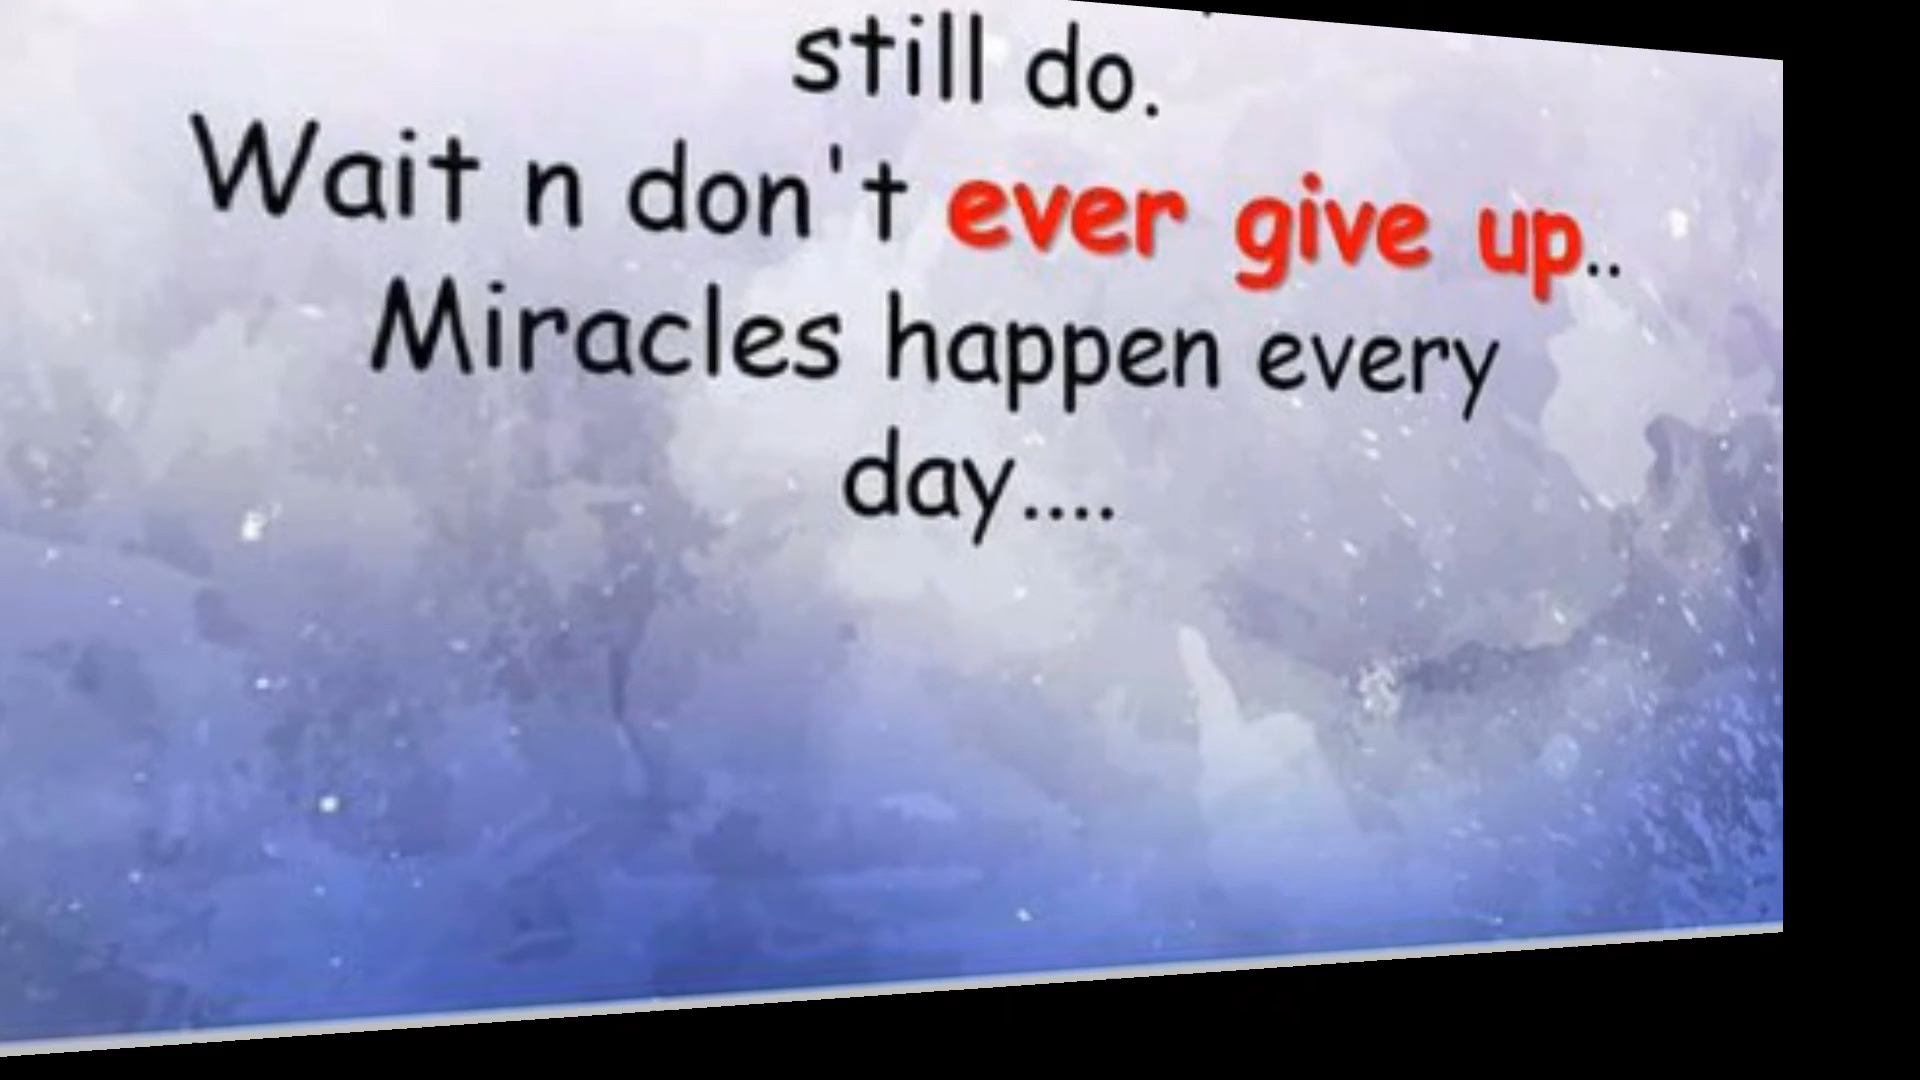 still do.
Wait n don't ever give up..
Miracles happen every
day....